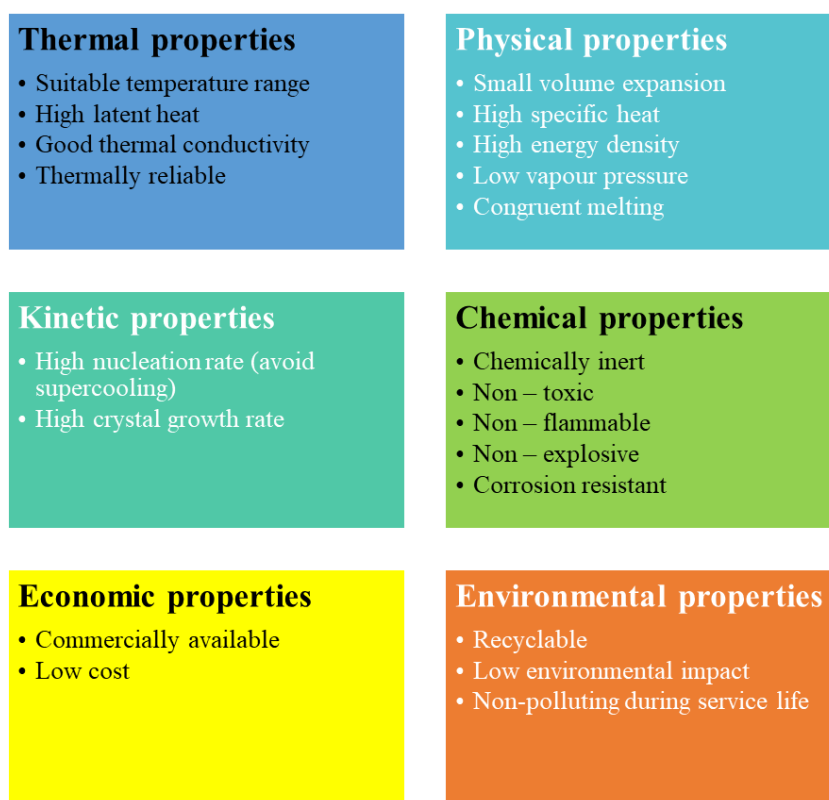 Thermal properties
• Suitable temperature range
• High latent heat
• Good thermal conductivity
• Thermally reliable
Physical properties
• Small volume expansion
• High specific heat
• High energy density
• Low vapour pressure
• Congruent melting
Kinetic properties
• High nucleation rate (avoid
supercooling)
• High crystal growth rate
Chemical properties
• Chemically inert
• Non – toxic
• Non – flammable
• Non – explosive
• Corrosion resistant
Economic properties
• Commercially available
• Low cost
Environmental properties
• Recyclable
• Low environmental impact
• Non-polluting during service life